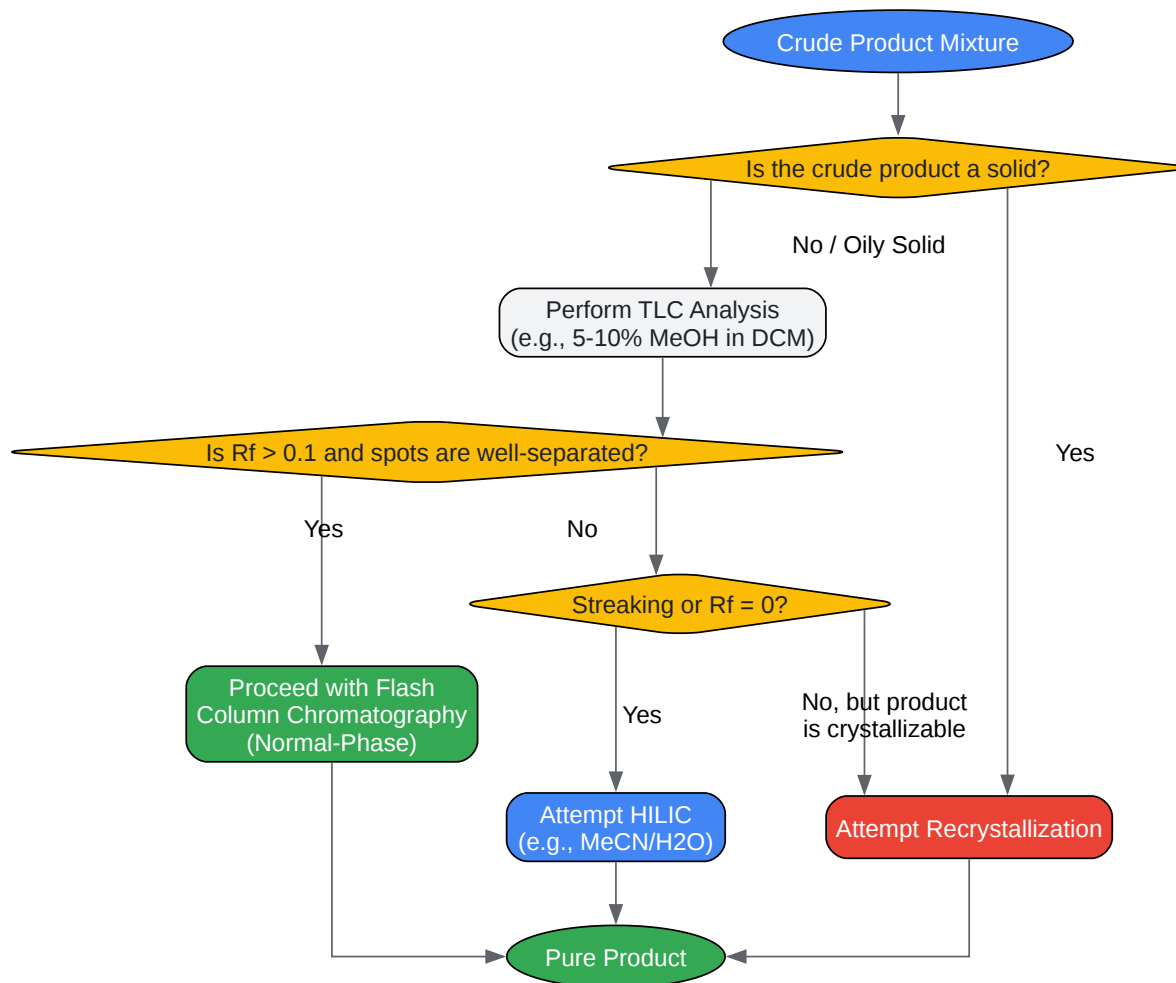 Crude Product Mixture
Is the crude product a solid?
No / Oily Solid
Perform TLC Analysis
(e.g., 5-10% MeOH in DCM)
Is Rf > 0.1 and spots are well-separated?
Yes
Yes
No
Streaking or Rf = 0?
Proceed with Flash
Column Chromatography
(Normal-Phase)
Yes
No, but product
is crystallizable
Attempt HILIC
(e.g., MeCN/H2O)
Attempt Recrystallization
Pure Product